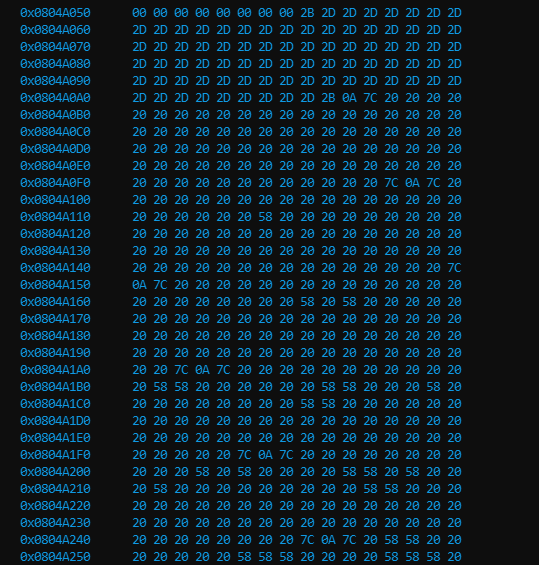 0x0804A050 00 00 00 00 00 00 00 00 2B 2D 2D 2D 2D 2D 2D 2D
0x0804A060 2D 2D 2D 2D 2D 2D 2D 2D 2D 2D 2D 2D 2D 2D 2D 2D
0x0804A070 2D 2D 2D 2D 2D 2D 2D 2D 2D 2D 2D 2D 2D 2D 2D 2D
0x0804A080 2D 2D 2D 2D 2D 2D 2D 2D 2D 2D 2D 2D 2D 2D 2D 2D
0x0804A090 2D 2D 2D 2D 2D 2D 2D 2D 2D 2D 2D 2D 2D 2D 2D 2D
0x0804A0A0 2D 2D 2D 2D 2D 2D 2D 2D 2D 2B 0A 7C 20 20 20 20
0x0804A0B0 20 20 20 20 20 20 20 20 20 20 20 20 20 20 20 20
0x0804A0C0 20 20 20 20 20 20 20 20 20 20 20 20 20 20 20 20
0x0804A0D0 20 20 20 20 20 20 20 20 20 20 20 20 20 20 20 20
0x0804A0E0 20 20 20 20 20 20 20 20 20 20 20 20 20 20 20 20
0x0804A0F0 20 20 20 20 20 20 20 20 20 20 20 20 7C 0A 7C 20
0x0804A100 20 20 20 20 20 20 20 20 20 20 20 20 20 20 20 20
0x0804A110 20 20 20 20 20 20 58 20 20 20 20 20 20 20 20 20
0x0804A120 20 20 20 20 20 20 20 20 20 20 20 20 20 20 20 20
0x0804A130 20 20 20 20 20 20 20 20 20 20 20 20 20 20 20 20
0x0804A140 20 20 20 20 20 20 20 20 20 20 20 20 20 20 20 7C
0x0804A150 0A 7C 20 20 20 20 20 20 20 20 20 20 20 20 20 20
0x0804A160 20 20 20 20 20 20 20 20 58 20 58 20 20 20 20 20
0x0804A170 20 20 20 20 20 20 20 20 20 20 20 20 20 20 20 20
0x0804A180 20 20 20 20 20 20 20 20 20 20 20 20 20 20 20 20
0x0804A190 20 20 20 20 20 20 20 20 20 20 20 20 20 20 20 20
0x0804A1A0 20 20 7C 0A 7C 20 20 20 20 20 20 20 20 20 20 20
0x0804A1B0 20 58 58 20 20 20 20 20 20 58 58 20 20 20 58 20
0x0804A1C0 20 20 20 20 20 20 20 20 58 58 20 20 20 20 20 20
0x0804A1D0 20 20 20 20 20 20 20 20 20 20 20 20 20 20 20 20
0x0804A1E0 20 20 20 20 20 20 20 20 20 20 20 20 20 20 20 20
0x0804A1F0 20 20 20 20 20 7C 0A 7C 20 20 20 20 20 20 20 20
0x0804A200 20 20 20 58 20 58 20 20 20 20 58 58 20 58 20 20
0x0804A210 20 58 20 20 20 20 20 20 20 20 20 58 58 20 20 20
0x0804A220 20 20 20 20 20 20 20 20 20 20 20 20 20 20 20 20
0x0804A230 20 20 20 20 20 20 20 20 20 20 20 20 20 20 20 20
0x0804A240 20 20 20 20 20 20 20 20 7C 0A 7C 20 58 58 20 20
0x0804A250 20 20 20 20 20 58 58 58 20 20 20 20 58 58 58 20